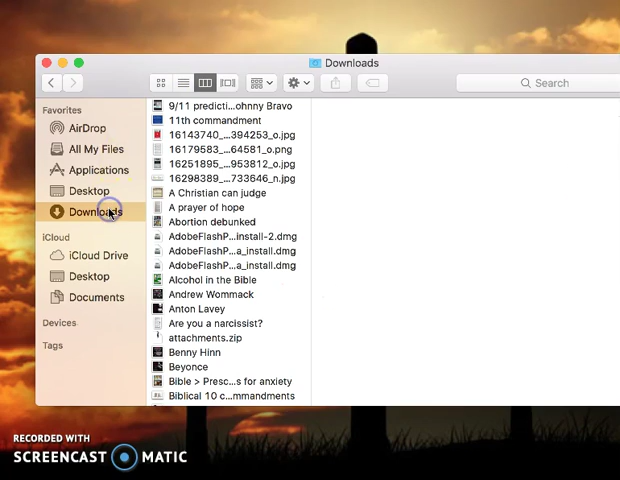 Downloads
Search
Favorites
AirDrop
All My Files
Applications
Desktop
Downloads
iCloud
iCloud Drive
Desktop
Documents
Devices
Tags
9/11 predicti...ohnny Bravo
11th commandment
16143740_...394253_o.jpg
16179583_...64581_o.png
16251895_...953812_o.jpg
16298389_...733646_n.jpg
A Christian can judge
A prayer of hope
Abortion debunked
AdobeFlashP...install-2.dmg
AdobeFlashP...a_install.dmg
AdobeFlashP...a_install.dmg
Alcohol in the Bible
Andrew Wommack
Anton Lavey
Are you a narcissist?
attachments.zip
Benny Hinn
Beyonce
Bible > Presc...s for anxiety
Biblical 10 c...mmandments
RECORDED WITH
SCREENCAST MATIC